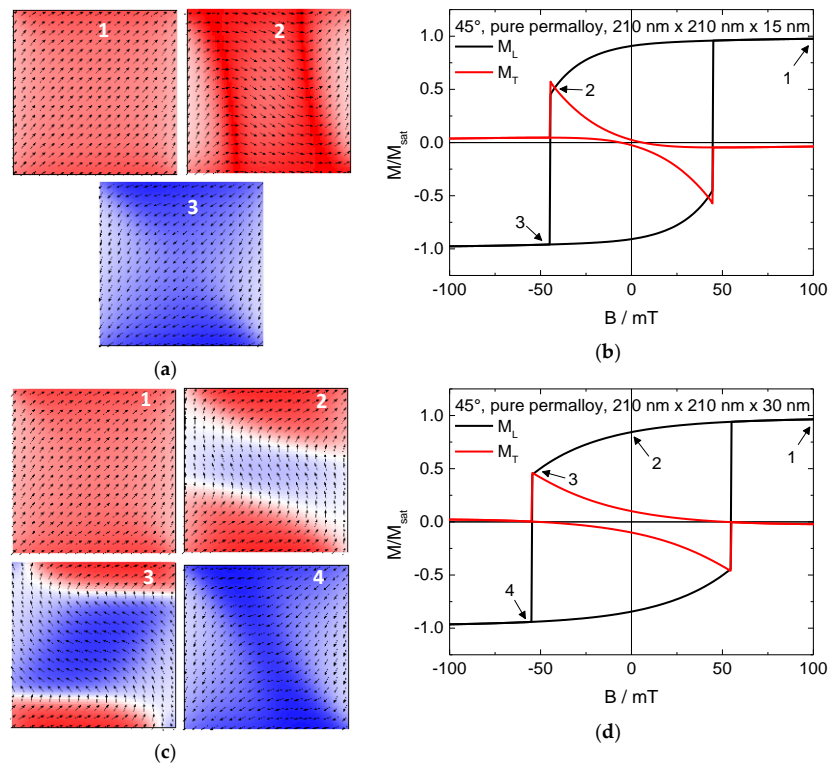 1
2
3
(a)
45°, pure permalloy, 210 nm x 210 nm x 15 nm
M_L
M_T
1
2
3
1.0
0.5
0.0
-0.5
-1.0
M/M_sat
-100 -50 0 50 100
B / mT
(b)
1
2
3
4
(c)
45°, pure permalloy, 210 nm x 210 nm x 30 nm
M_L
M_T
1
2
3
4
1.0
0.5
0.0
-0.5
-1.0
M/M_sat
-100 -50 0 50 100
B / mT
(d)